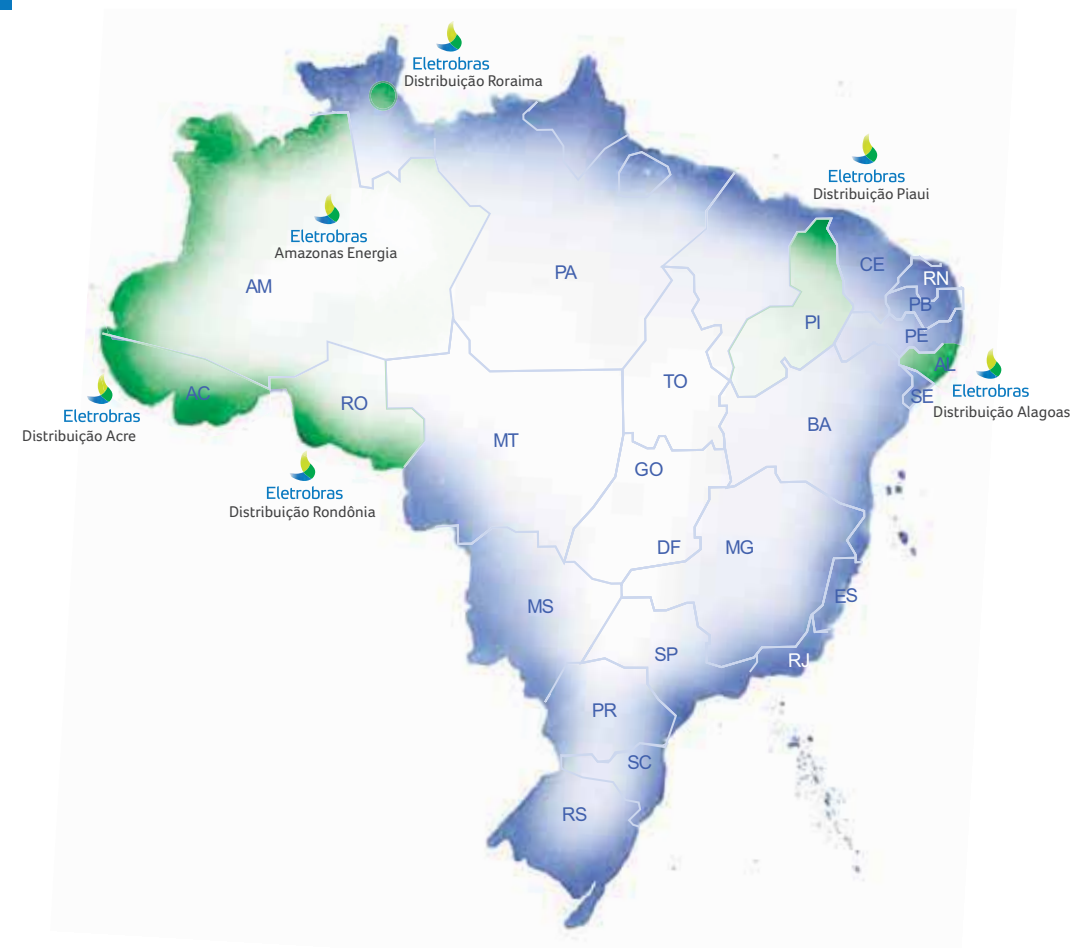 Eletrobras
Distribuição Roraima
Eletrobras
Distribuição Piaui
Eletrobras
Amazonas Energia
CE
PA
RN
AM
PB
PI
PE
AL
TO
Eletrobras
Distribuição Alagoas
SE
AC
RO
Eletrobras
Distribuição Acre
BA
MT
GO
Eletrobras
Distribuição Rondônia
DF
MG
ES
MS
SP
RJ
PR
SC
RS